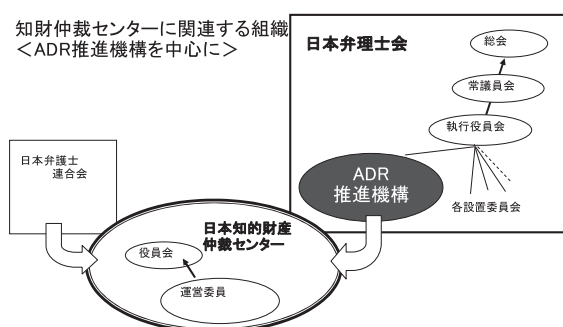 知財仲裁センターに関連する組織
＜ADR推進機構を中心に＞
日本弁理士会
総会
常議員会
執行役員会
ADR
推進機構
各設置委員会
日本弁護士
連合会
日本知的財産
仲裁センター
役員会
運営委員